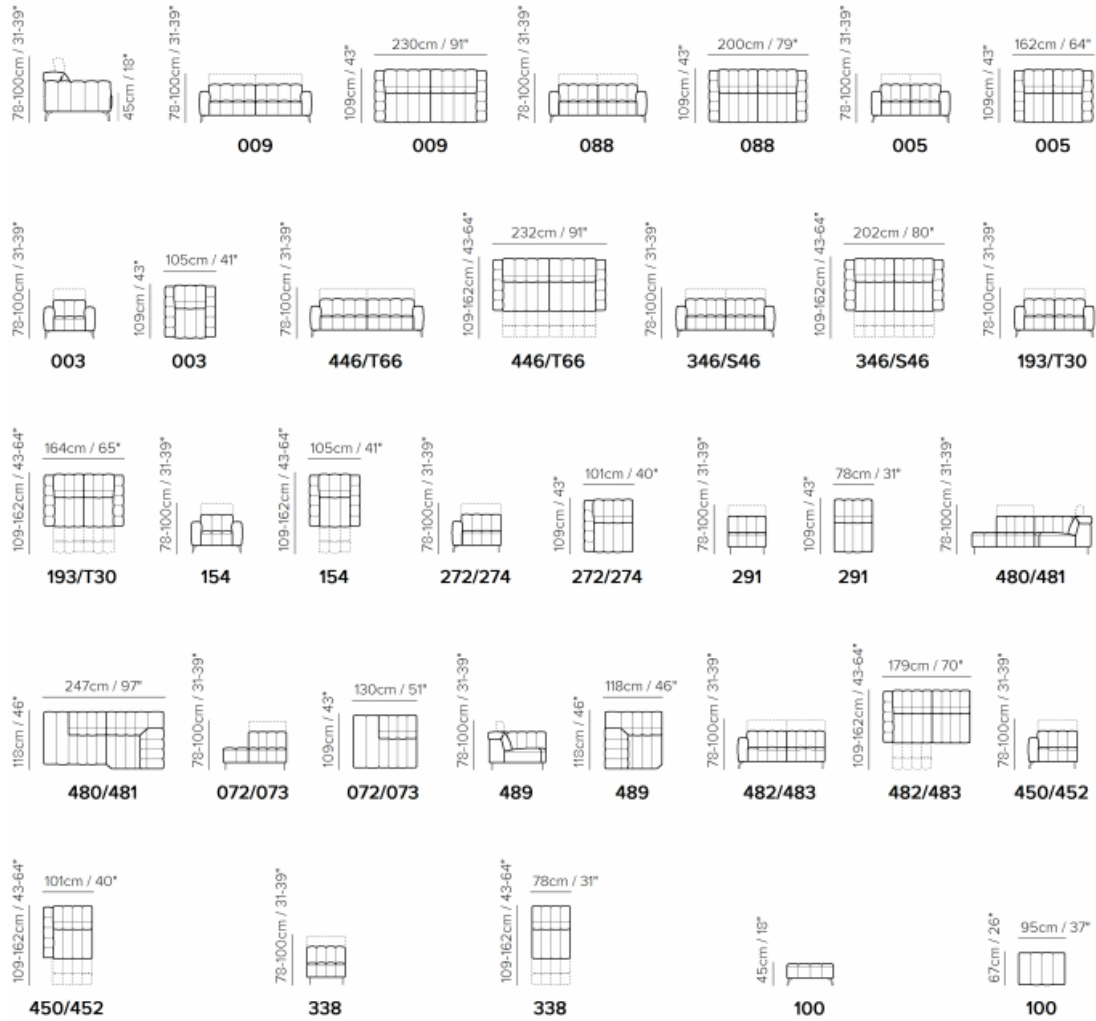 78-100cm / 31-39"
45cm / 18"
78-100cm / 31-39"
009
230cm / 91"
109cm / 43"
009
78-100cm / 31-39"
088
200cm / 79"
109cm / 43"
088
78-100cm / 31-39"
005
162cm / 64"
109cm / 43"
005
78-100cm / 31-39"
003
105cm / 41"
109cm / 43"
003
78-100cm / 31-39"
446/T66
232cm / 91"
109-162cm / 43-64"
446/T66
78-100cm / 31-39"
346/S46
202cm / 80"
109-162cm / 43-64"
346/S46
78-100cm / 31-39"
193/T30
164cm / 65"
109-162cm / 43-64"
193/T30
78-100cm / 31-39"
154
105cm / 41"
109-162cm / 43-64"
154
78-100cm / 31-39"
272/274
101cm / 40"
109cm / 43"
272/274
78-100cm / 31-39"
291
78cm / 31"
109cm / 43"
291
78-100cm / 31-39"
480/481
247cm / 97"
118cm / 46"
480/481
78-100cm / 31-39"
072/073
130cm / 51"
109cm / 43"
072/073
78-100cm / 31-39"
489
118cm / 46"
118cm / 46"
489
78-100cm / 31-39"
482/483
179cm / 70"
109-162cm / 43-64"
482/483
78-100cm / 31-39"
450/452
101cm / 40"
109-162cm / 43-64"
450/452
78-100cm / 31-39"
338
78cm / 31"
109-162cm / 43-64"
338
45cm / 18"
100
95cm / 37"
67cm / 26"
100